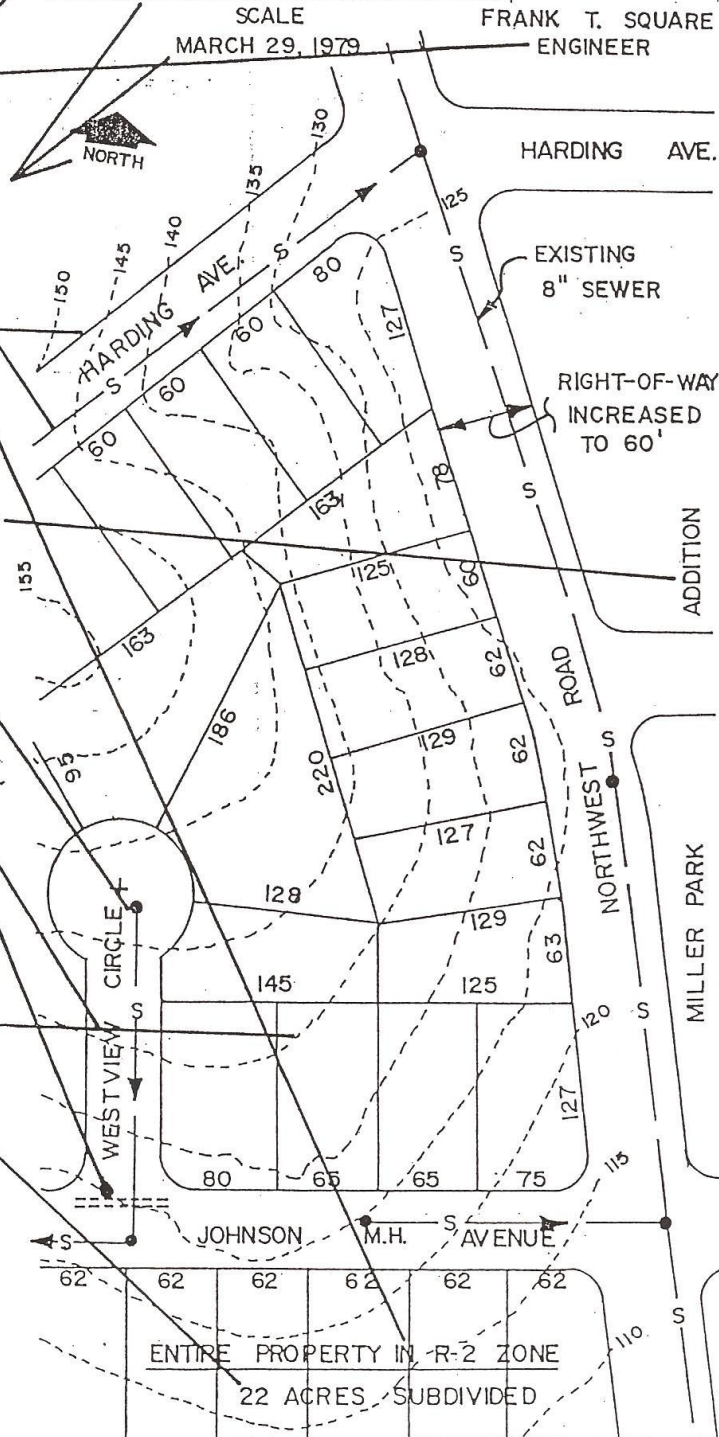 SCALE
MARCH 29, 1979
FRANK T. SQUARE
ENGINEER
NORTH
HARDING AVE.
130
135
140
145
150
125
HARDING AVE.
S
S
S
80
60
60
60
127
EXISTING
8" SEWER
RIGHT-OF-WAY
INCREASED
TO 60'
78
S
163
ADDITION
125
60
155
163
128
62
ROAD
186
95
220
129
62
S
NORTHWEST
127
62
MILLER PARK
128
129
63
WESTVIEW CIRCLE
S
145
125
120
S
127
115
80
65
65
75
S
JOHNSON
M.H.
S
AVENUE
62
62
62
62
62
62
S
110
ENTIRE PROPERTY IN R-2 ZONE
22 ACRES SUBDIVIDED